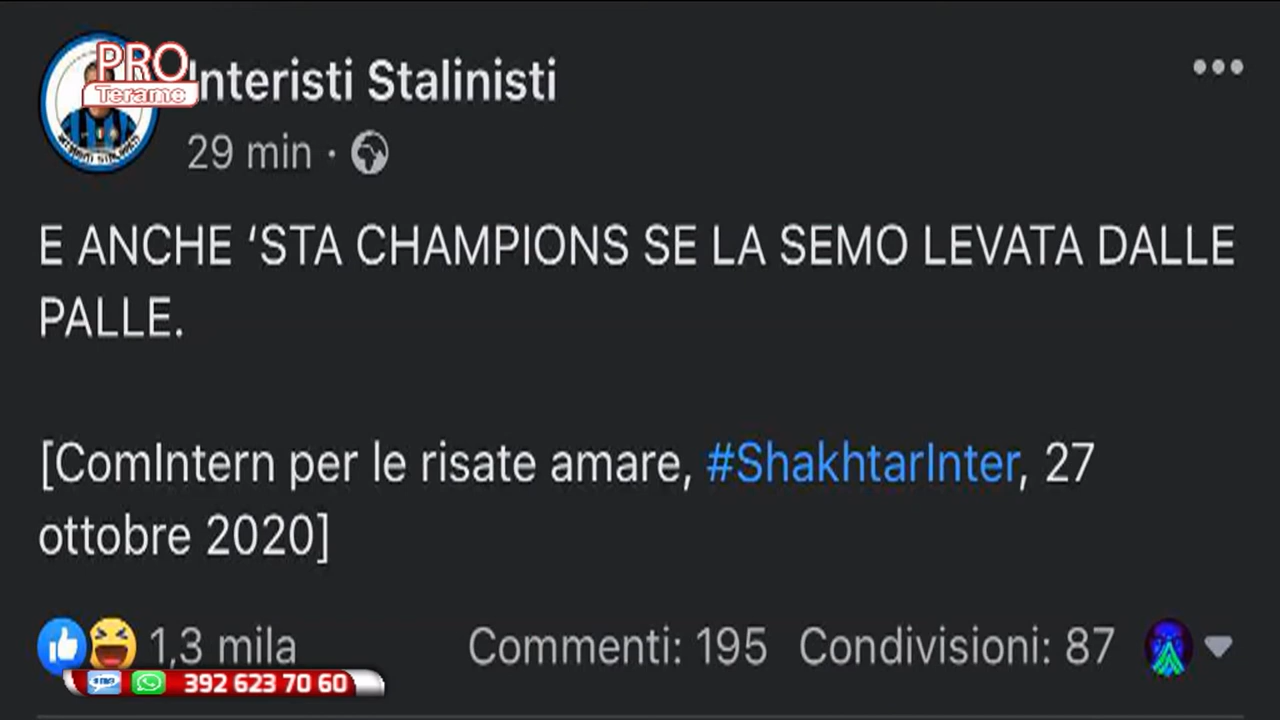 PRO
Teramo
Interisti Stalinisti
29 min ·
E ANCHE ‘STA CHAMPIONS SE LA SEMO LEVATA DALLE
PALLE.
[ComIntern per le risate amare, #ShakhtarInter, 27
ottobre 2020]
1,3 mila Commenti: 195 Condivisioni: 87
392 623 70 60